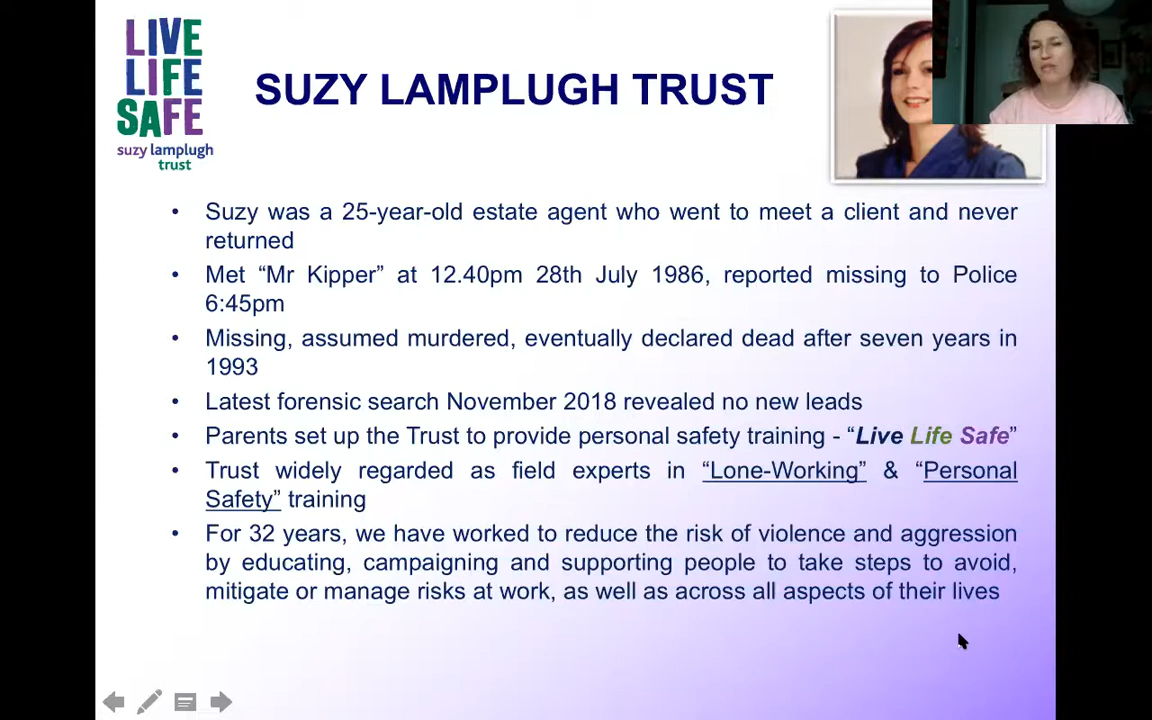 LIVE
LIFE
SAFE
suzy lamplugh
trust
SUZY LAMPLUGH TRUST
• Suzy was a 25-year-old estate agent who went to meet a client and never
returned
• Met “Mr Kipper” at 12.40pm 28th July 1986, reported missing to Police
6:45pm
• Missing, assumed murdered, eventually declared dead after seven years in
1993
• Latest forensic search November 2018 revealed no new leads
• Parents set up the Trust to provide personal safety training - “Live Life Safe”
• Trust widely regarded as field experts in “Lone-Working” & “Personal
Safety” training
• For 32 years, we have worked to reduce the risk of violence and aggression
by educating, campaigning and supporting people to take steps to avoid,
mitigate or manage risks at work, as well as across all aspects of their lives